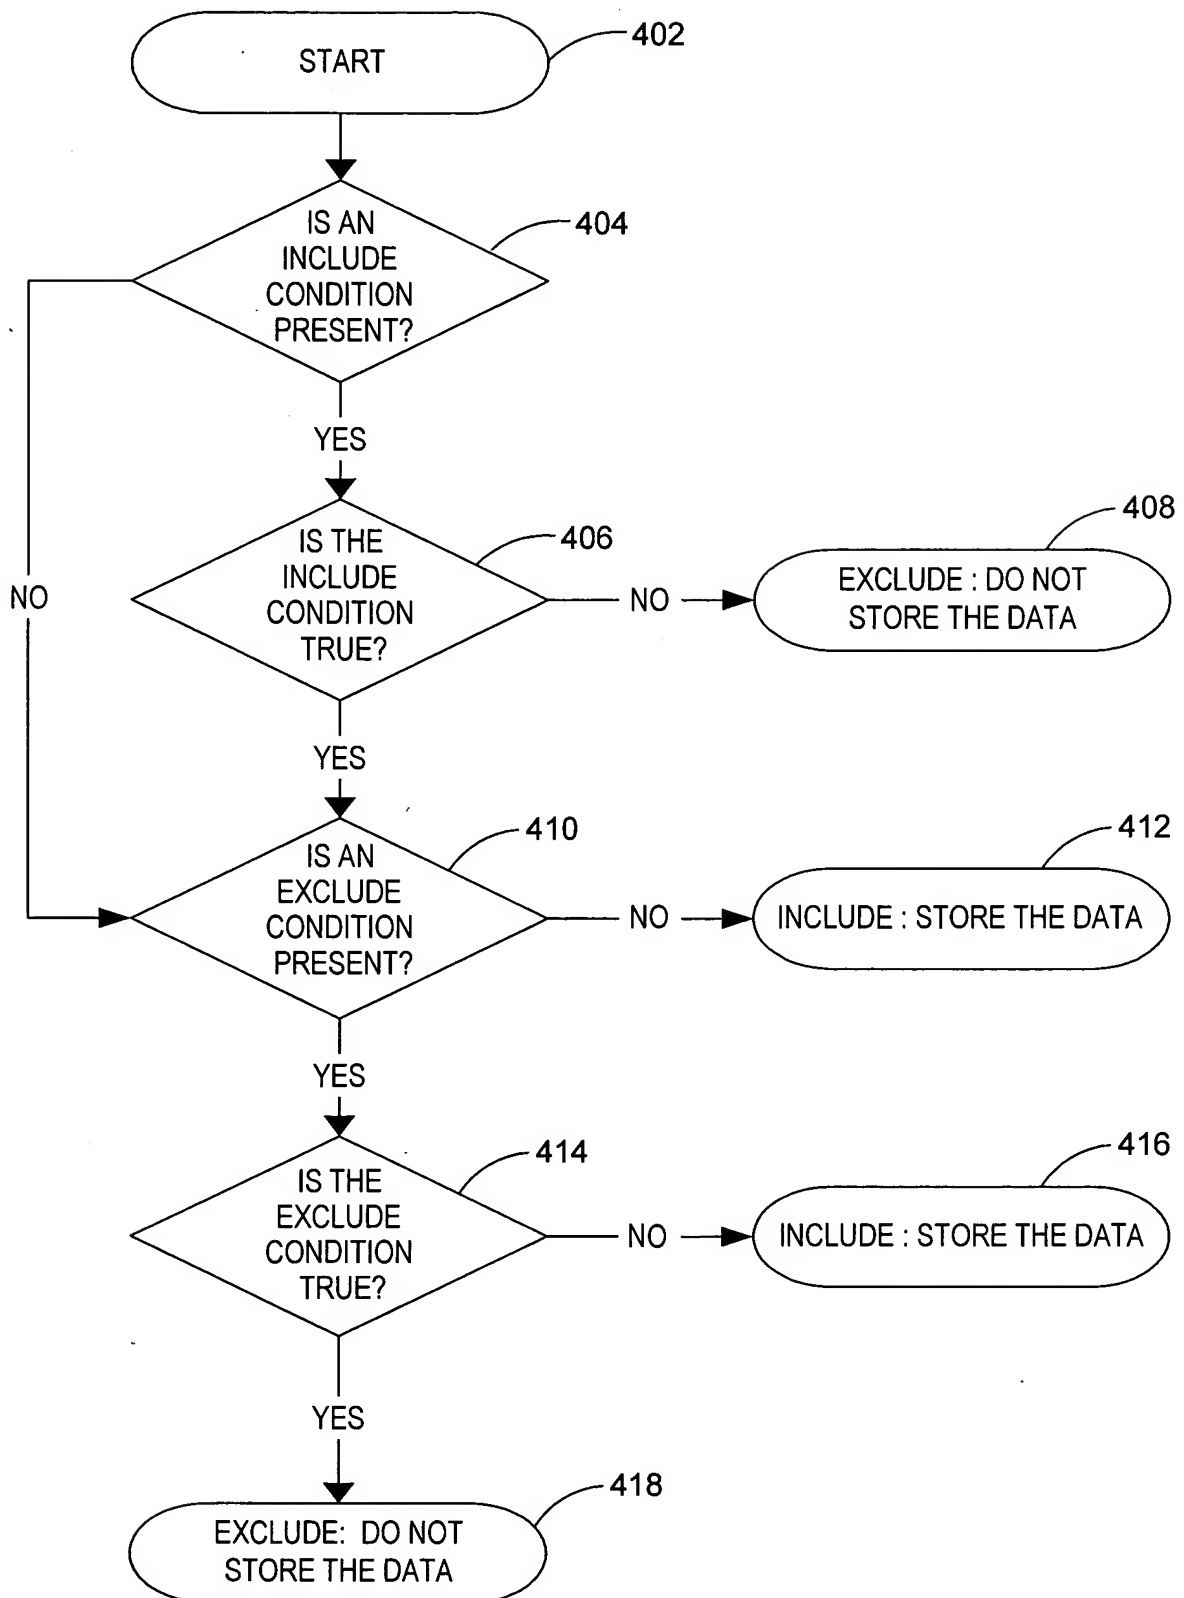 START
402
IS AN
INCLUDE
CONDITION
PRESENT?
404
YES
IS THE
INCLUDE
CONDITION
TRUE?
406
NO
NO
EXCLUDE : DO NOT
STORE THE DATA
408
YES
IS AN
EXCLUDE
CONDITION
PRESENT?
410
NO
INCLUDE : STORE THE DATA
412
YES
IS THE
EXCLUDE
CONDITION
TRUE?
414
NO
INCLUDE : STORE THE DATA
416
YES
EXCLUDE: DO NOT
STORE THE DATA
418